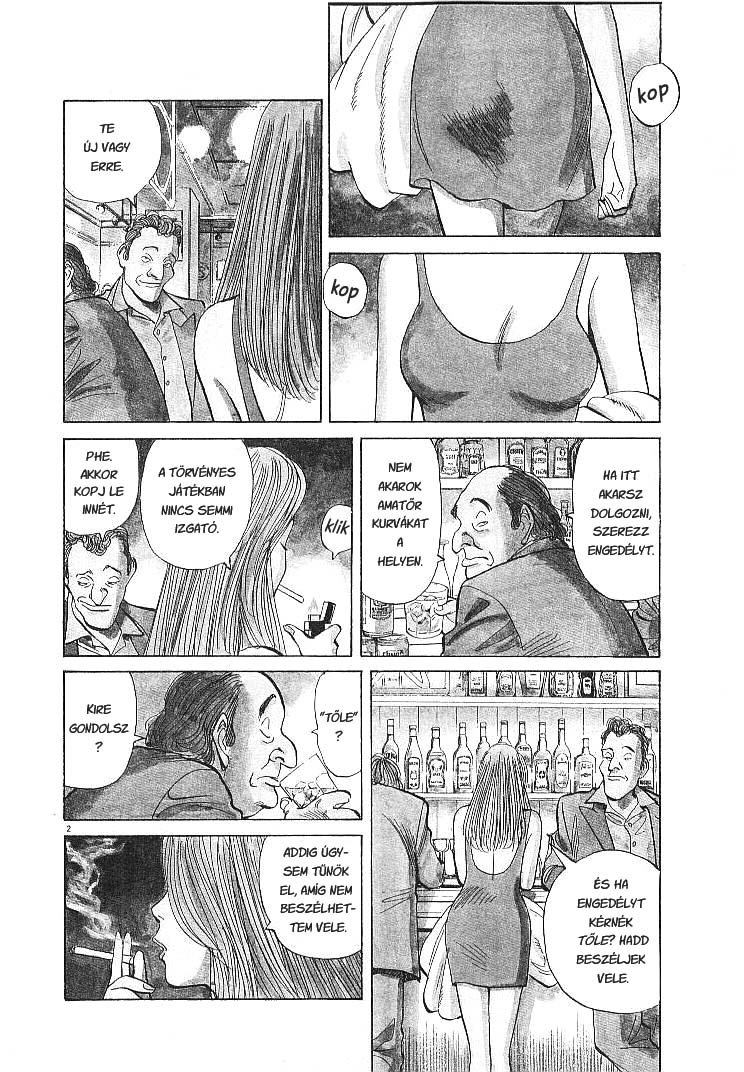 kop
kop
TE
ÚJ VAGY
ERRE.
HA ITT
AKARSZ
DOLGOZNI,
SZEREZZ
ENGEDÉLYT.
NEM
AKAROK
AMATŐR
KURVÁKAT
A
HELYEN.
klik
A TÖRVÉNYES
JÁTÉKBAN
NINCS SEMMI
IZGATÓ.
PHE.
AKKOR
KOPJ LE
INNÉT.
ÉS HA
ENGEDÉLYT
KÉRNÉK
TŐLE? HADD
BESZÉLJEK
VELE.
"TŐLE"
?
KIRE
GONDOLSZ
?
2
ADDIG ÚGY-
SEM TŰNÖK
EL, AMÍG NEM
BESZÉLHET-
TEM VELE.